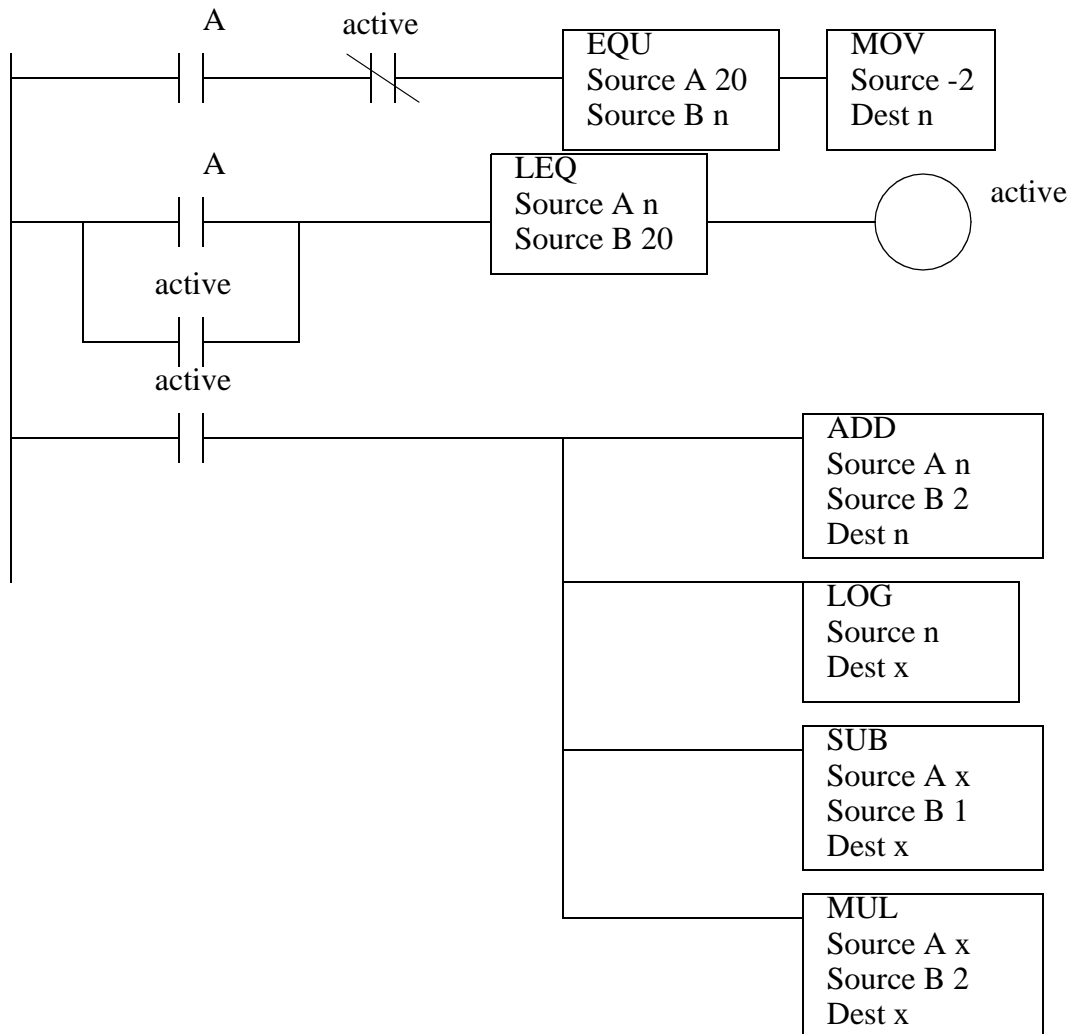 A
active
EQU
Source A 20
Source B n
MOV
Source -2
Dest n
A
LEQ
Source A n
Source B 20
active
active
active
ADD
Source A n
Source B 2
Dest n
LOG
Source n
Dest x
SUB
Source A x
Source B 1
Dest x
MUL
Source A x
Source B 2
Dest x